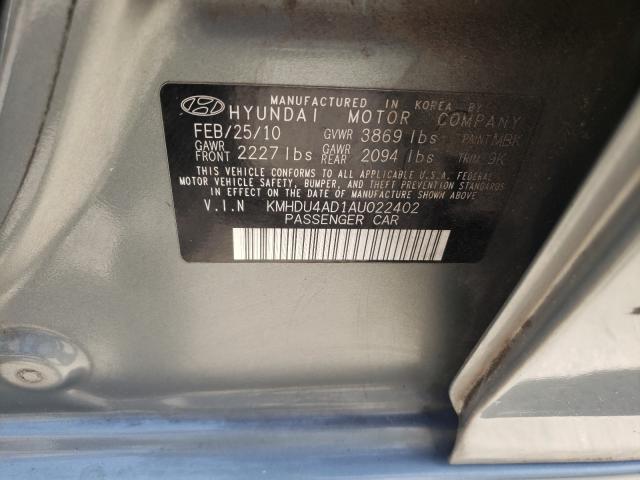 MANUFACTURED IN KOREA BY
HYUNDAI MOTOR COMPANY
FEB/25/10 GVWR 3869 lbs PAINT MBK
GAWR FRONT 2227 lbs GAWR REAR 2094 lbs TRIM 9K
THIS VEHICLE CONFORMS TO ALL APPLICABLE U.S.A. FEDERAL
MOTOR VEHICLE SAFETY, BUMPER, AND THEFT PREVENTION STANDARDS
IN EFFECT ON THE DATE OF MANUFACTURE SHOWN ABOVE
V.I.N KMHDU4AD1AU022402
PASSENGER CAR